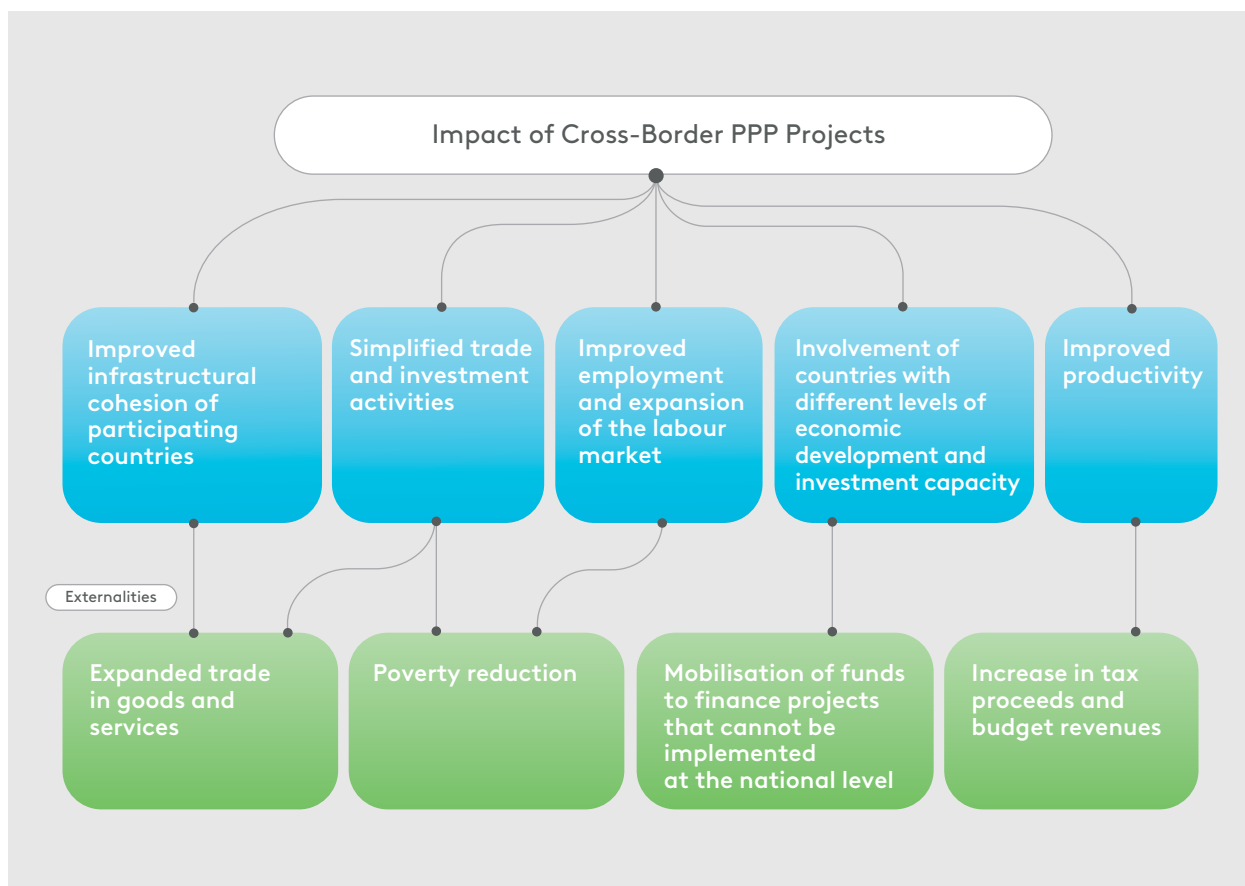 Impact of Cross-Border PPP Projects
Improved
infrastructural
cohesion of
participating
countries
Simplified trade
and investment
activities
Improved
employment
and expansion
of the labour
market
Involvement of
countries with
different levels of
economic
development and
investment capacity
Improved
productivity
Externalities
Expanded trade
in goods and
services
Poverty reduction
Mobilisation of funds
to finance projects
that cannot be
implemented
at the national level
Increase in tax
proceeds and
budget revenues